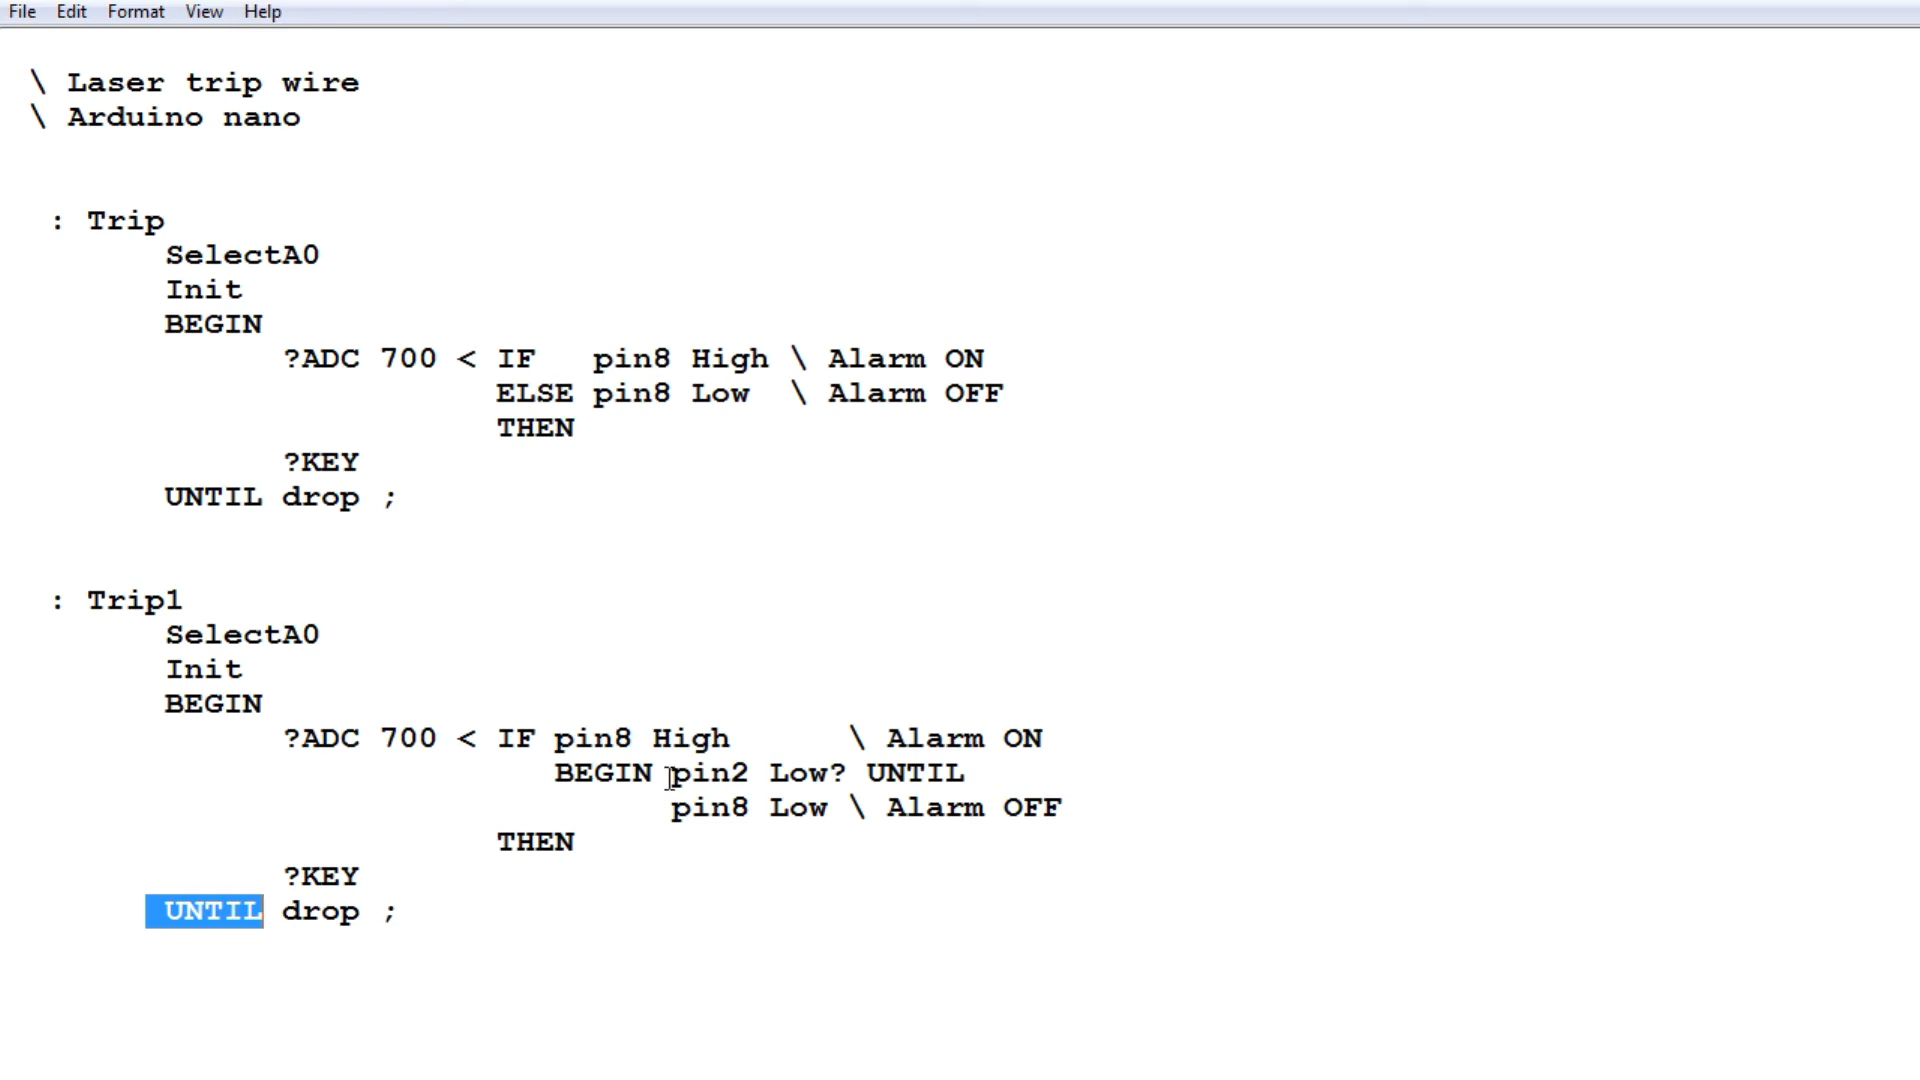 File Edit Format View Help
\ Laser trip wire
\ Arduino nano
: Trip
SelectA0
Init
BEGIN
?ADC 700 < IF pin8 High \ Alarm ON
ELSE pin8 Low \ Alarm OFF
THEN
?KEY
UNTIL drop ;
: Trip1
SelectA0
Init
BEGIN
?ADC 700 < IF pin8 High \ Alarm ON
BEGIN pin2 Low? UNTIL
pin8 Low \ Alarm OFF
THEN
?KEY
UNTIL drop ;